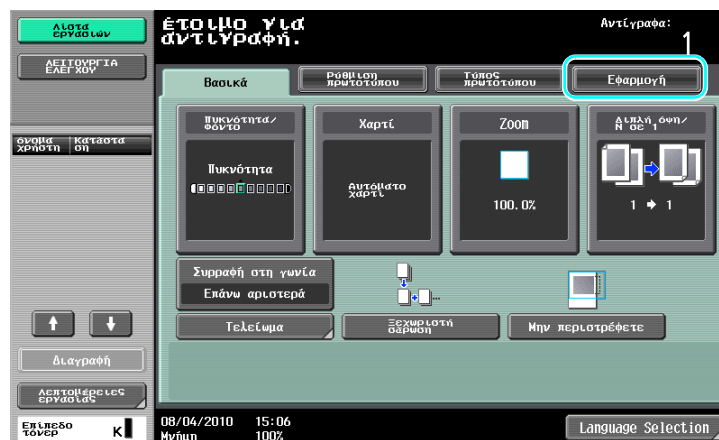 Λίστα
εργασιών
έτοιμο για
αντιγραφή.
Αντίγραφα:
1
ΛΕΙΤΟΥΡΓΙΑ
ΕΛΕΓΧΟΥ
Βασικά
Ρύθμιση
πρωτοτύπου
Τύπος
πρωτοτύπου
Εφαρμογή
όνομα
χρήστη
Κατάστα
ση
Πυκνότητα/
Φόντο
Χαρτί
Zoom
Διπλή όψη/
N σε 1
Πυκνότητα
Αυτόματο
χαρτί
100.0%
1 → 1
Συρραφή στη γωνία
Επάνω αριστερά
Τελείωμα
Ξεχωριστή
σάρωση
Μην περιστρέφετε
Διαγραφή
Λεπτομέρειες
εργασίας
Επίπεδο
τόνερ
K
08/04/2010 15:06
Μνήμη 100%
Language Selection